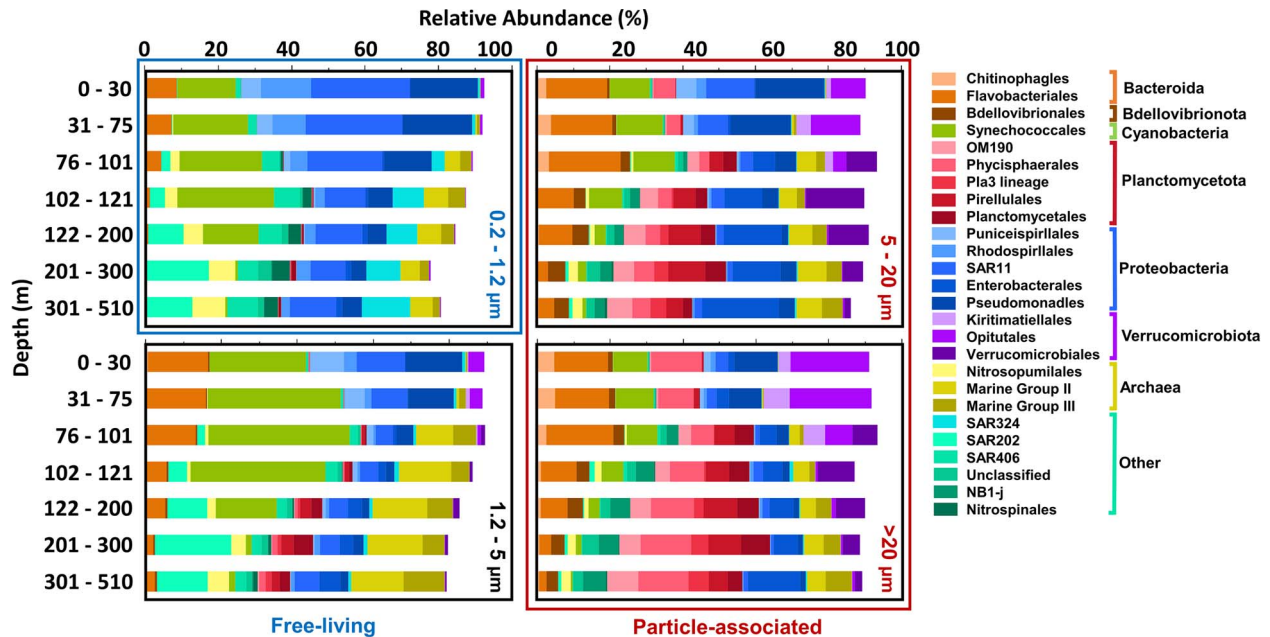 Relative Abundance (%)
0 20 40 60 80 100
0 20 40 60 80 100
Depth (m)
0 - 30
31 - 75
76 - 101
102 - 121
122 - 200
201 - 300
301 - 510
0.2 - 1.2 µm
5 - 20 µm
0 - 30
31 - 75
76 - 101
102 - 121
122 - 200
201 - 300
301 - 510
1.2 - 5 µm
>20 µm
Free-living
Particle-associated
Chitinophagles
Flavobacteriales
Bdellovibrionales
Synechococcales
OM190
Phycisphaerales
Pla3 lineage
Pirellulales
Planctomycetales
Puniceispirllales
Rhodospirllales
SAR11
Enterobacterales
Pseudomonadles
Kiritimatiellales
Opitutales
Verrucomicrobiales
Nitrosopumilales
Marine Group II
Marine Group III
SAR324
SAR202
SAR406
Unclassified
NB1-j
Nitrospinales
Bacteroida
Bdellovibrionota
Cyanobacteria
Planctomycetota
Proteobacteria
Verrucomicrobiota
Archaea
Other